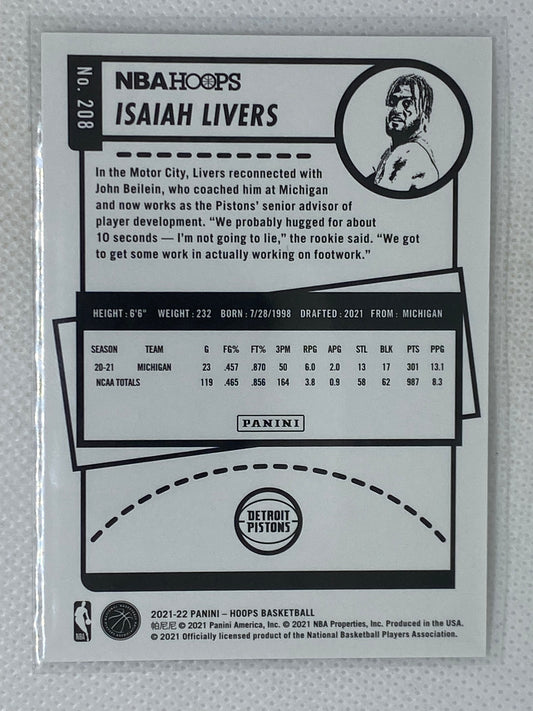 No. 208
NBA HOOPS
ISAIAH LIVERS
In the Motor City, Livers reconnected with
John Beilein, who coached him at Michigan
and now works as the Pistons' senior advisor of
player development. “We probably hugged for about
10 seconds — I'm not going to lie,” the rookie said. “We got
to get some work in actually working on footwork.”
HEIGHT: 6'6" WEIGHT: 232 BORN: 7/28/1998 DRAFTED: 2021 FROM: MICHIGAN
SEASON TEAM G FG% FT% 3PM RPG APG STL BLK PTS PPG
20-21 MICHIGAN 23 .457 .870 50 6.0 2.0 13 17 301 13.1
NCAA TOTALS 119 .465 .856 164 3.8 0.9 58 62 987 8.3
PANINI
DETROIT
PISTONS
2021-22 PANINI – HOOPS BASKETBALL
帕尼尼 © 2021 Panini America, Inc. © 2021 NBA Properties, Inc. Produced in the USA.
© 2021 Officially licensed product of the National Basketball Players Association.
NBA